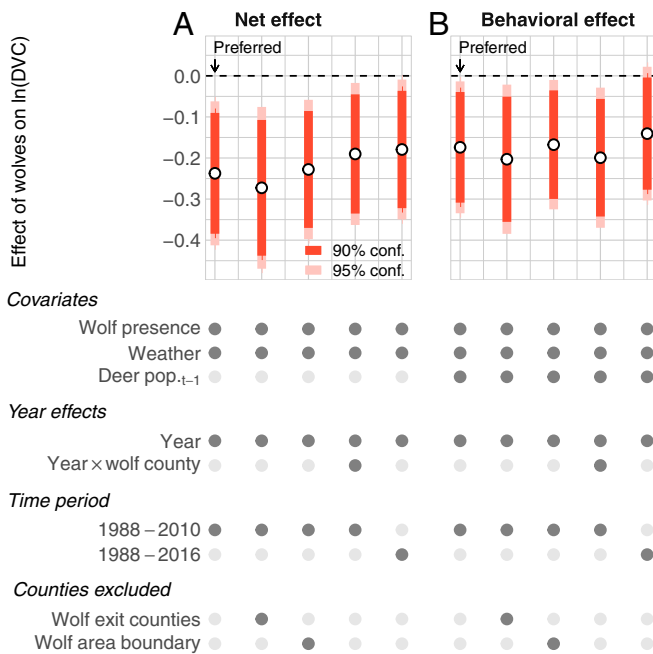 A Net effect
B Behavioral effect
Preferred
Preferred
Effect of wolves on ln(DVC)
0.0
−0.1
−0.2
−0.3
−0.4
90% conf.
95% conf.
Covariates
Wolf presence
Weather
Deer pop.t−1
Year effects
Year
Year × wolf county
Time period
1988 − 2010
1988 − 2016
Counties excluded
Wolf exit counties
Wolf area boundary